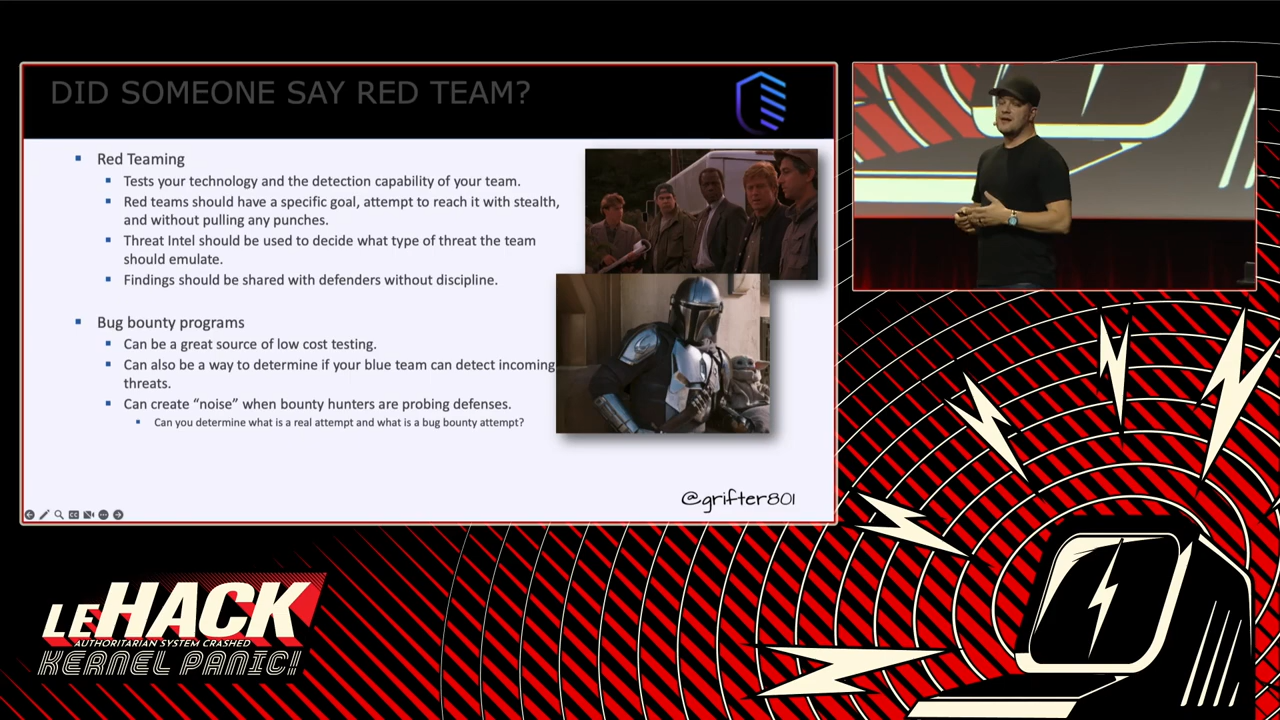 DID SOMEONE SAY RED TEAM?
Red Teaming
Tests your technology and the detection capability of your team.
Red teams should have a specific goal, attempt to reach it with stealth,
and without pulling any punches.
Threat Intel should be used to decide what type of threat the team
should emulate.
Findings should be shared with defenders without discipline.
Bug bounty programs
Can be a great source of low cost testing.
Can also be a way to determine if your blue team can detect incoming
threats.
Can create “noise” when bounty hunters are probing defenses.
Can you determine what is a real attempt and what is a bug bounty attempt?
@grifter801
LEHACK
AUTHORITARIAN SYSTEM CRASHED
KERNEL PANIC!